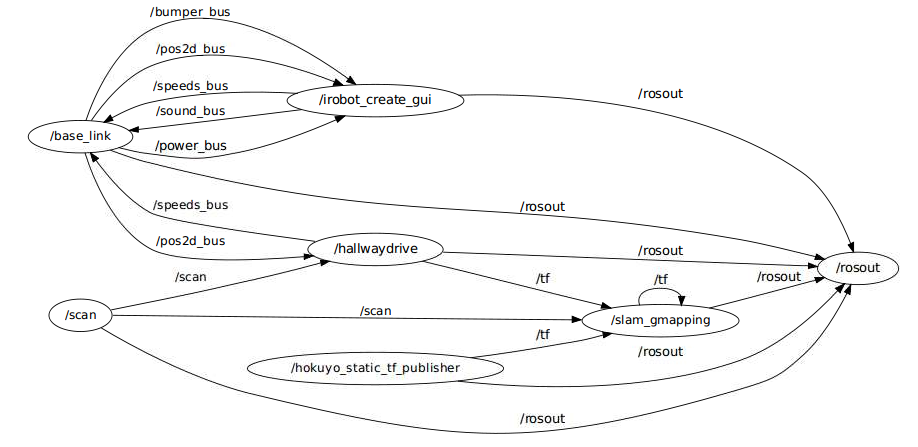 /bumper_bus
/pos2d_bus
/speeds_bus
/irobot_create_gui
/rosout
/sound_bus
/base_link
/power_bus
/speeds_bus
/rosout
/pos2d_bus
/hallwaydrive
/rosout
/rosout
/scan
/tf
/tf
/rosout
/scan
/scan
/slam_gmapping
/tf
/rosout
/hokuyo_static_tf_publisher
/rosout